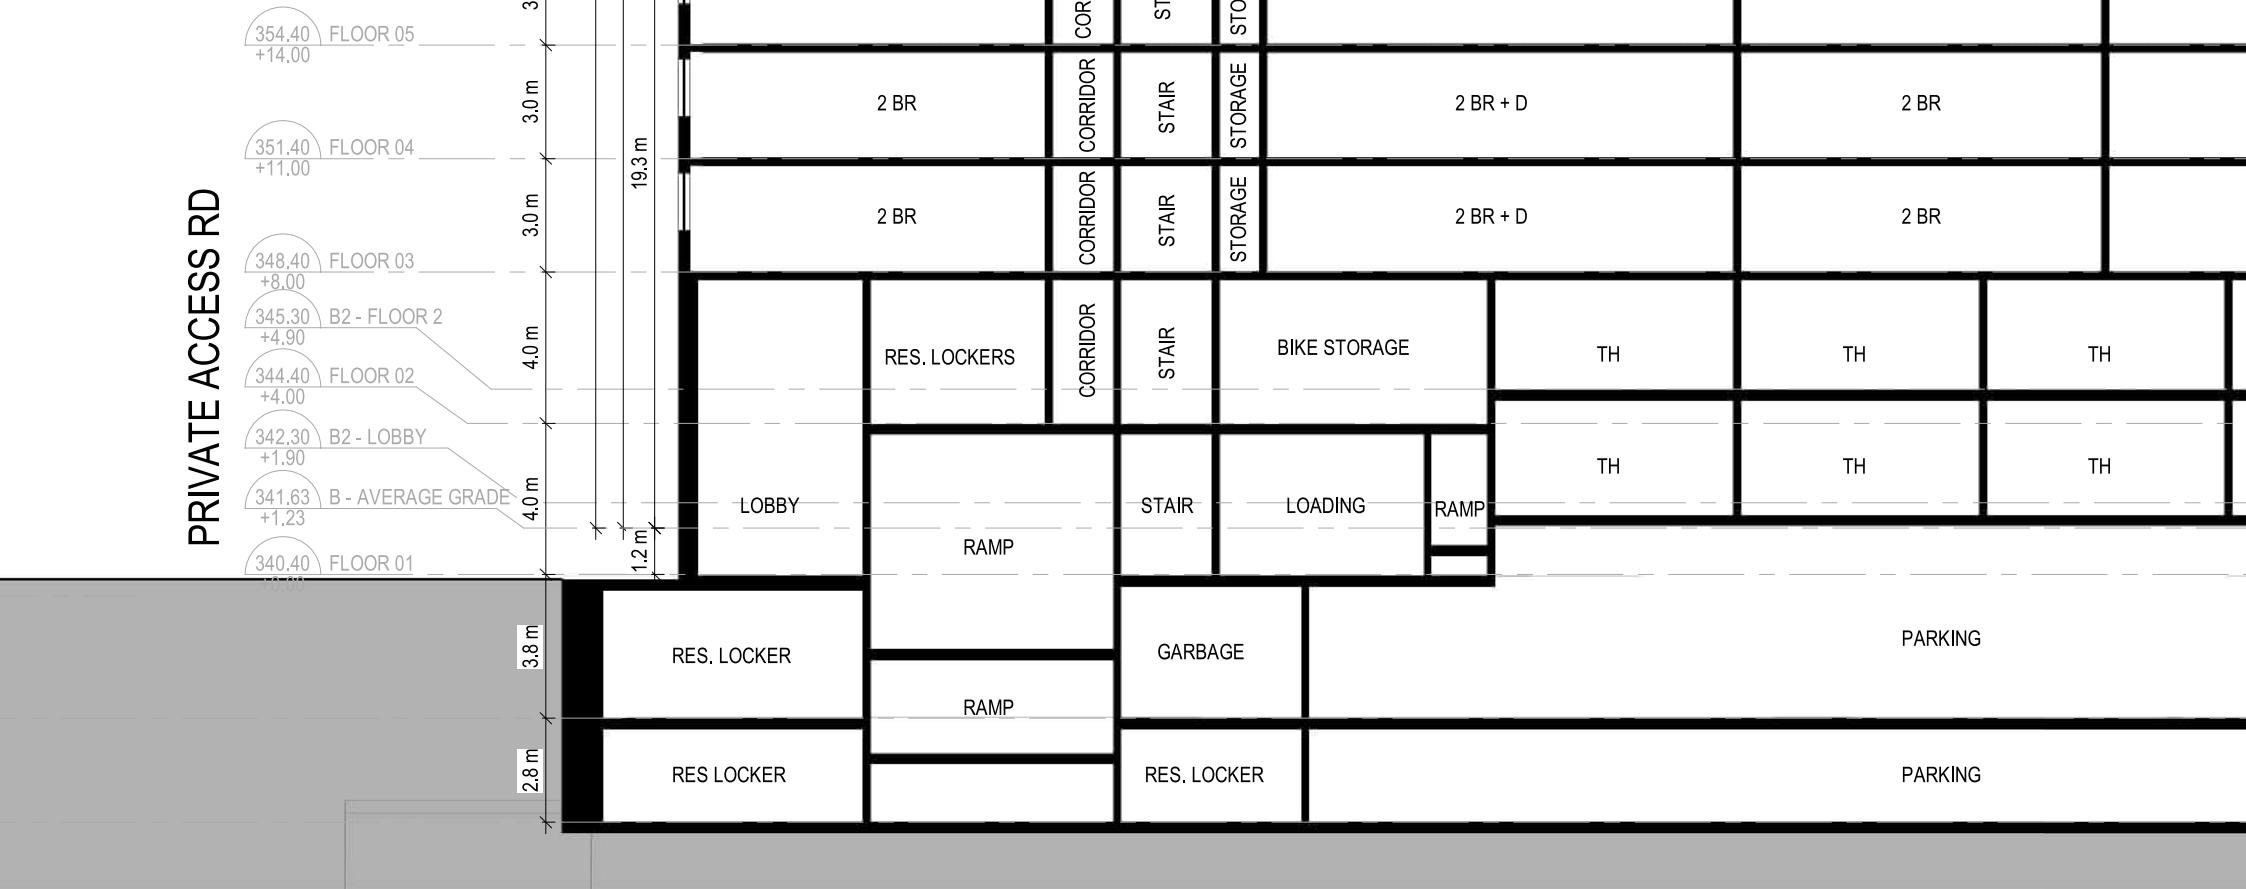 354.40 FLOOR 05
+14.00
351.40 FLOOR 04
+11.00
348.40 FLOOR 03
+8.00
345.30 B2 - FLOOR 2
+4.90
344.40 FLOOR 02
+4.00
342.30 B2 - LOBBY
+1.90
341.63 B - AVERAGE GRADE
+1.23
340.40 FLOOR 01
PRIVATE ACCESS RD
3.0 m
3.0 m
4.0 m
4.0 m
3.8 m
2.8 m
19.3 m
1.2 m
2 BR CORRIDOR STAIR STORAGE 2 BR + D 2 BR
2 BR CORRIDOR STAIR STORAGE 2 BR + D 2 BR
RES. LOCKERS CORRIDOR STAIR BIKE STORAGE TH TH TH
TH TH TH
LOBBY RAMP STAIR LOADING RAMP
RES. LOCKER GARBAGE PARKING
RAMP
RES LOCKER RES. LOCKER PARKING